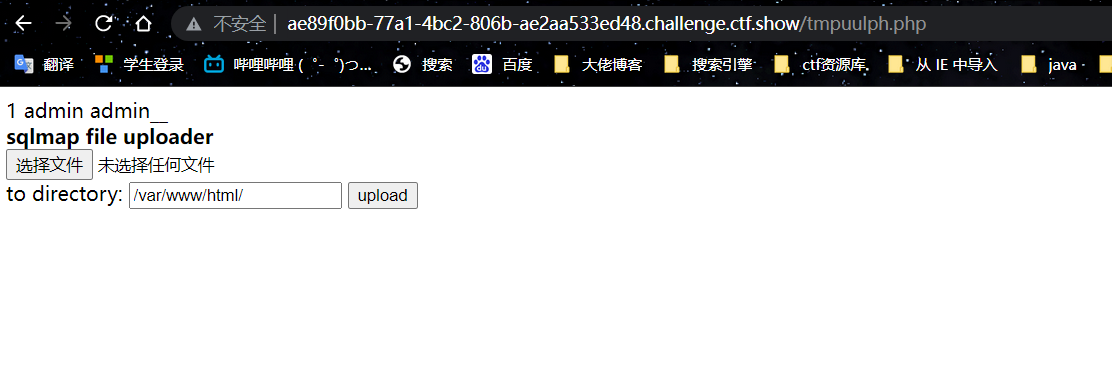 不安全 | ae89f0bb-77a1-4bc2-806b-ae2aa533ed48.challenge.ctf.show/tmpuulph.php
翻译 学生登录 哔哩哔哩 ( ゜- ゜)つ... 搜索 百度 大佬博客 搜索引擎 ctf资源库, 从 IE 中导入 java -
1 admin admin__
sqlmap file uploader
选择文件 未选择任何文件
to directory: /var/www/html/ upload